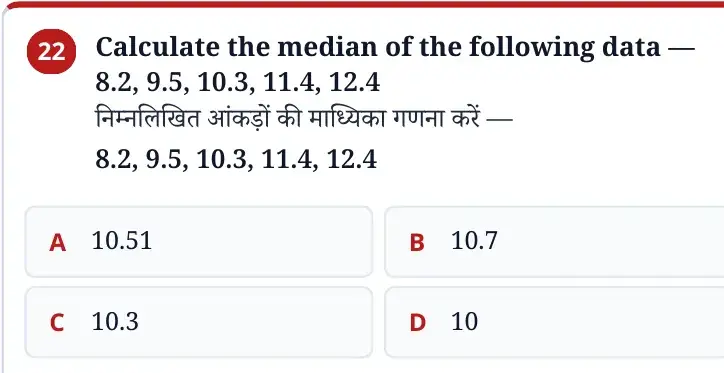 22 Calculate the median of the following data —
8.2, 9.5, 10.3, 11.4, 12.4
निम्नलिखित आंकड़ों की माध्यिका गणना करें —
8.2, 9.5, 10.3, 11.4, 12.4
A 10.51
B 10.7
C 10.3
D 10